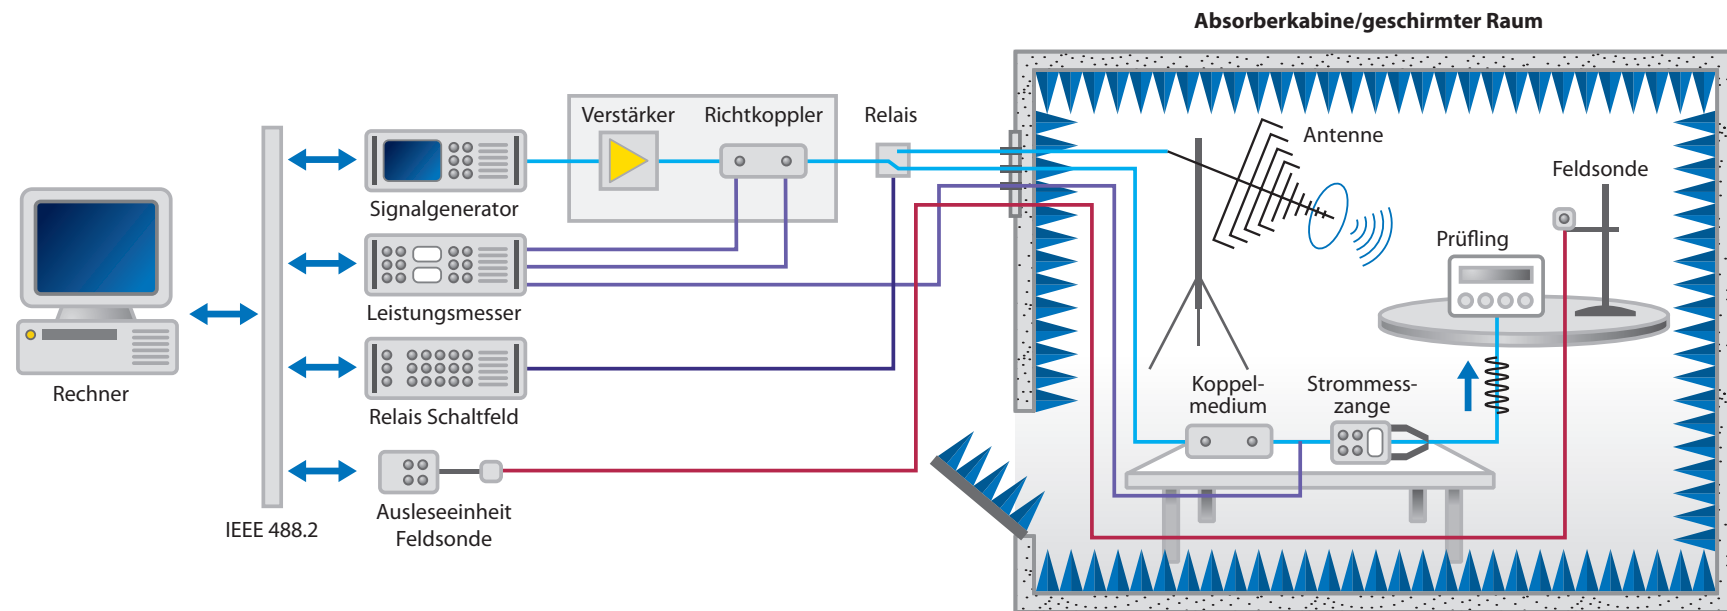 Absorberkabine/geschirmter Raum
Verstärker
Richtkoppler
Relais
Antenne
Feldsonde
Signalgenerator
Prüfling
Leistungsmesser
Rechner
Koppel-
medium
Strommess-
zange
Relais Schaltfeld
IEEE 488.2
Ausleseeinheit
Feldsonde